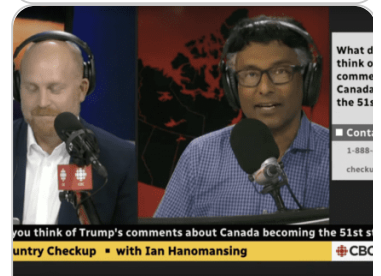 What d
think o
comme
Canada
the 51s
Conta
1-888-
checku
you think of Trump's comments about Canada becoming the 51st st
untry Checkup ▪ with Ian Hanomansing
CBC